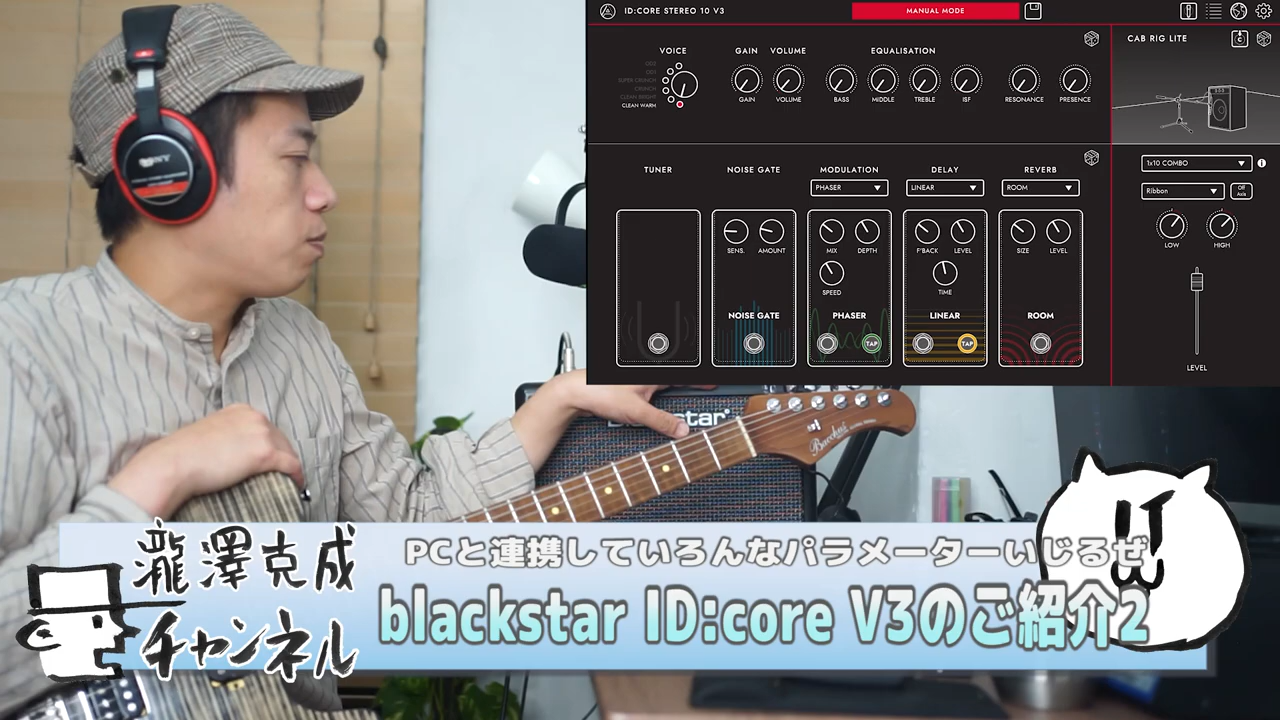 ID:CORE STEREO 10 V3
MANUAL MODE
VOICE
GAIN
VOLUME
EQUALISATION
OD2
OD1
SUPER CRUNCH
CRUNCH
CLEAN BRIGHT
CLEAN WARM
GAIN
VOLUME
BASS
MIDDLE
TREBLE
ISF
RESONANCE
PRESENCE
CAB RIG LITE
TUNER
NOISE GATE
MODULATION
DELAY
REVERB
PHASER
LINEAR
ROOM
SENS.
AMOUNT
MIX
DEPTH
F'BACK
LEVEL
SIZE
LEVEL
SPEED
TIME
NOISE GATE
PHASER
LINEAR
ROOM
TAP
TAP
1x10 COMBO
Ribbon
Off Axis
LOW
HIGH
LEVEL
SONY
blackstar
Bacchus
瀧澤克成
チャンネル
PCと連携していろんなパラメーターいじるぜ
blackstar ID:core V3のご紹介2